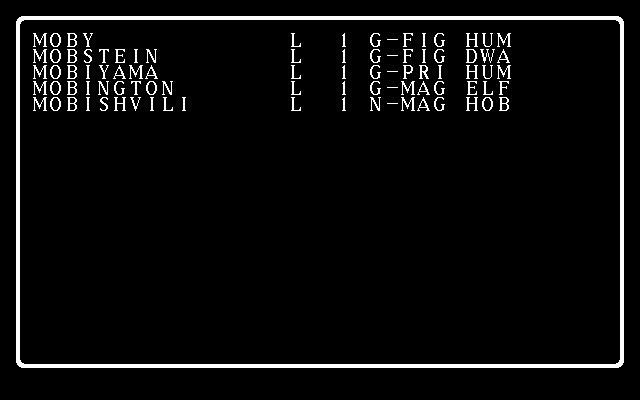 MOBY L 1 G-FIG HUM
MOBSTEIN L 1 G-FIG DWA
MOBIYAMA L 1 G-PRI HUM
MOBINGTON L 1 G-MAG ELF
MOBISHVILI L 1 N-MAG HOB